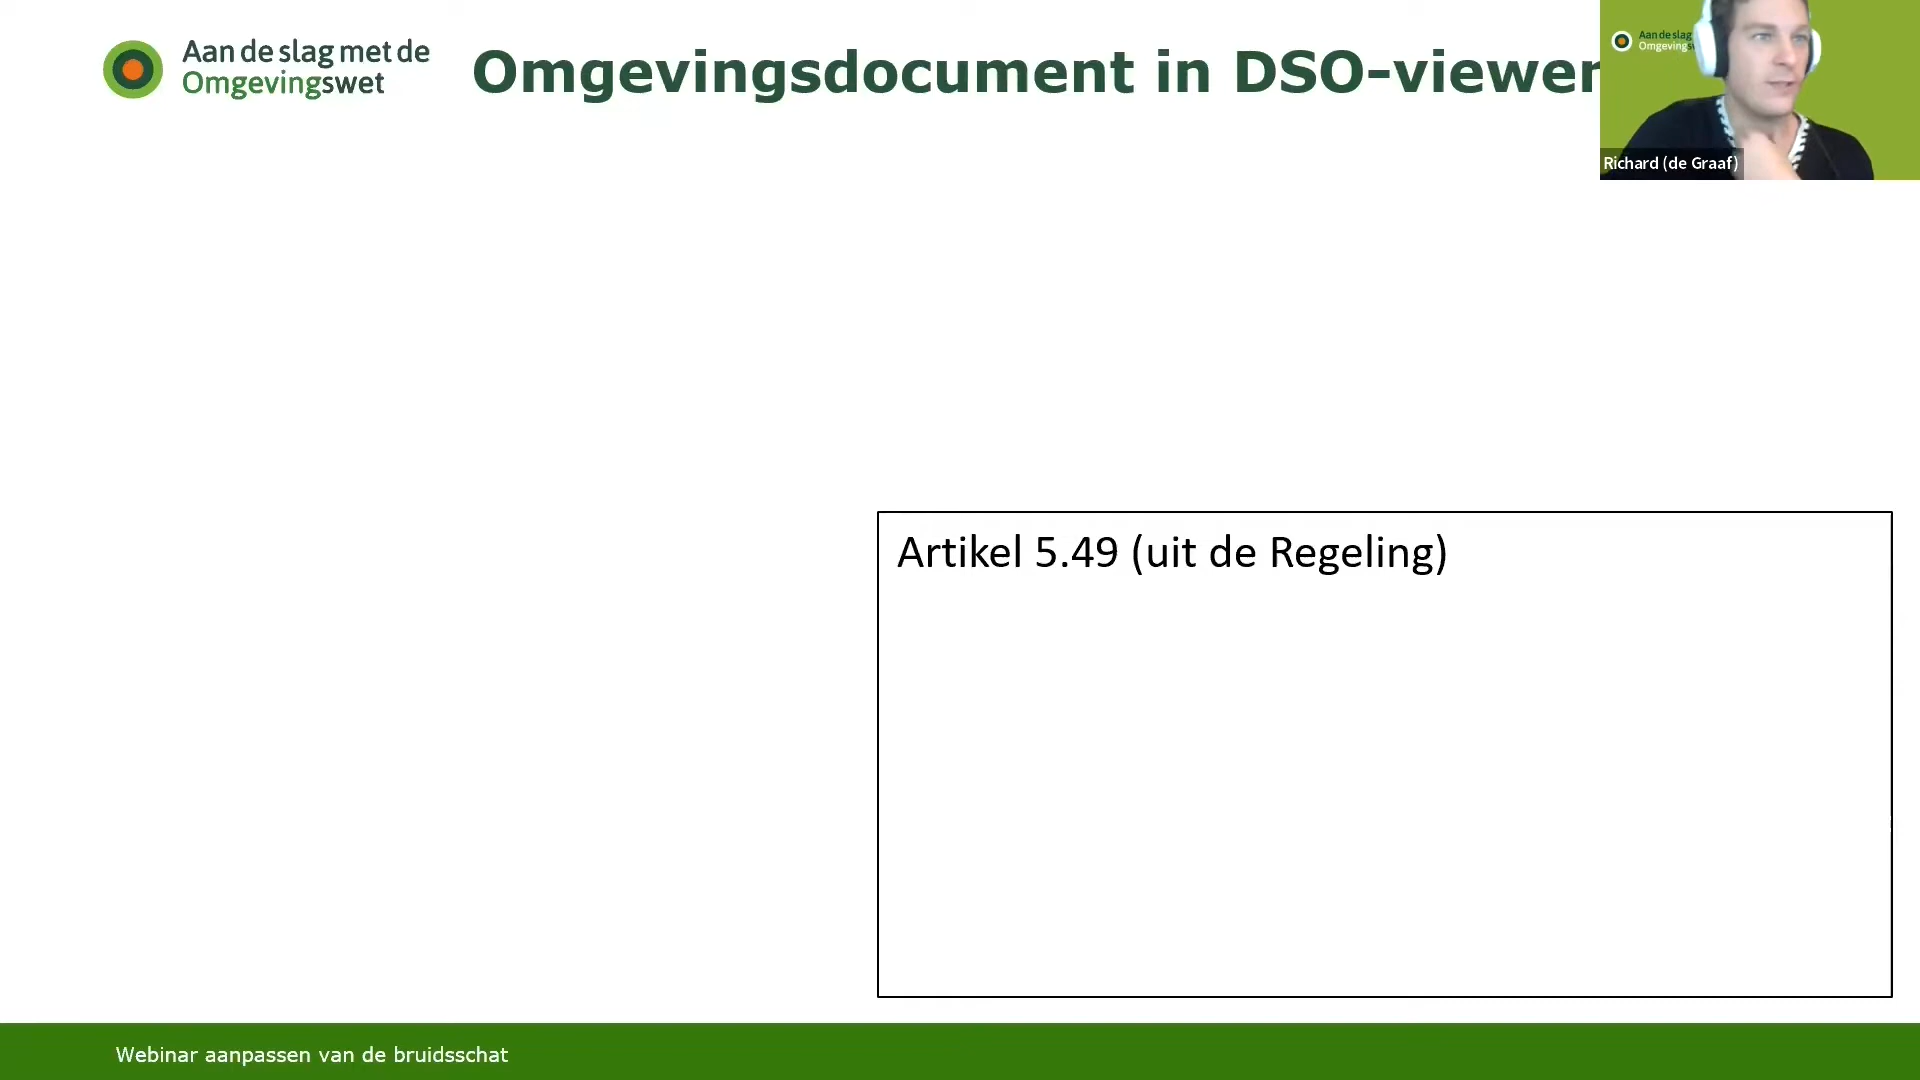 Aan de slag met de
Omgevingswet
Omgevingsdocument in DSO-viewer
Aan de slag
Omgevings
Richard (de Graaf)
Artikel 5.49 (uit de Regeling)
Webinar aanpassen van de bruidsschat